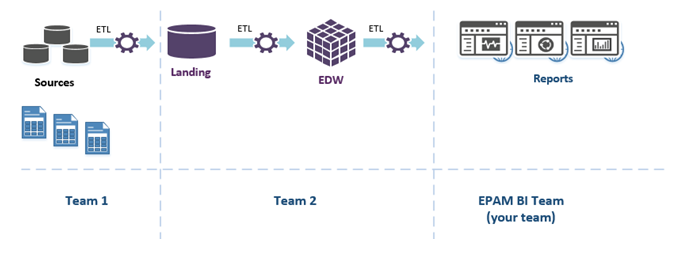 ETL
ETL
ETL
Sources
Landing
EDW
Reports
Team 1
Team 2
EPAM BI Team
(your team)